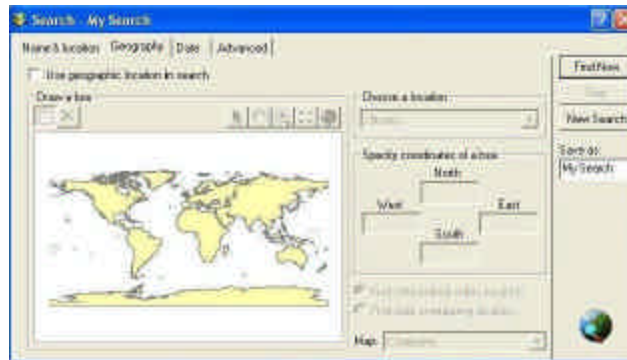 Search - My Search
Name & location Geography Date Advanced
Use geographic location in search
Draw a box
Choose a location:
Specify coordinates of a box
North
West
East
South
Map:
Find Now
New Search
Save as:
My Search